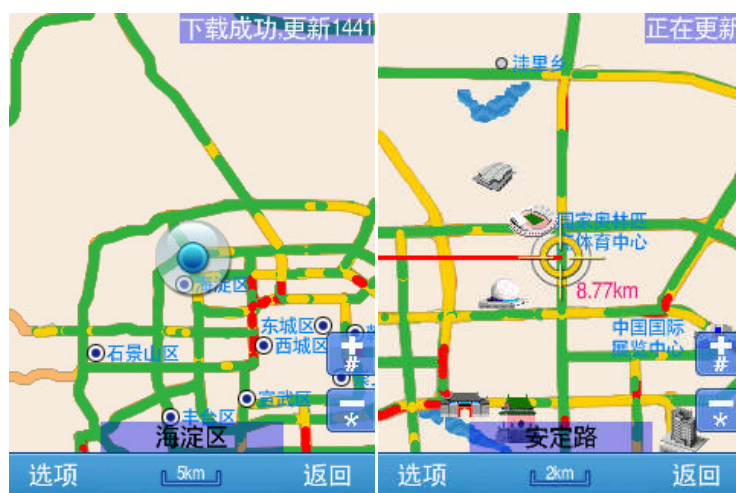 下载成功,更新1441
海淀区
东城区
西城区
石景山区
宣武区
丰台区
+
#
-
*
海淀区
选项
5km
返回
正在更新
洼里乡
国家奥林匹
克体育中心
8.77km
中国国际
展览中心
+
#
-
*
安定路
选项
2km
返回